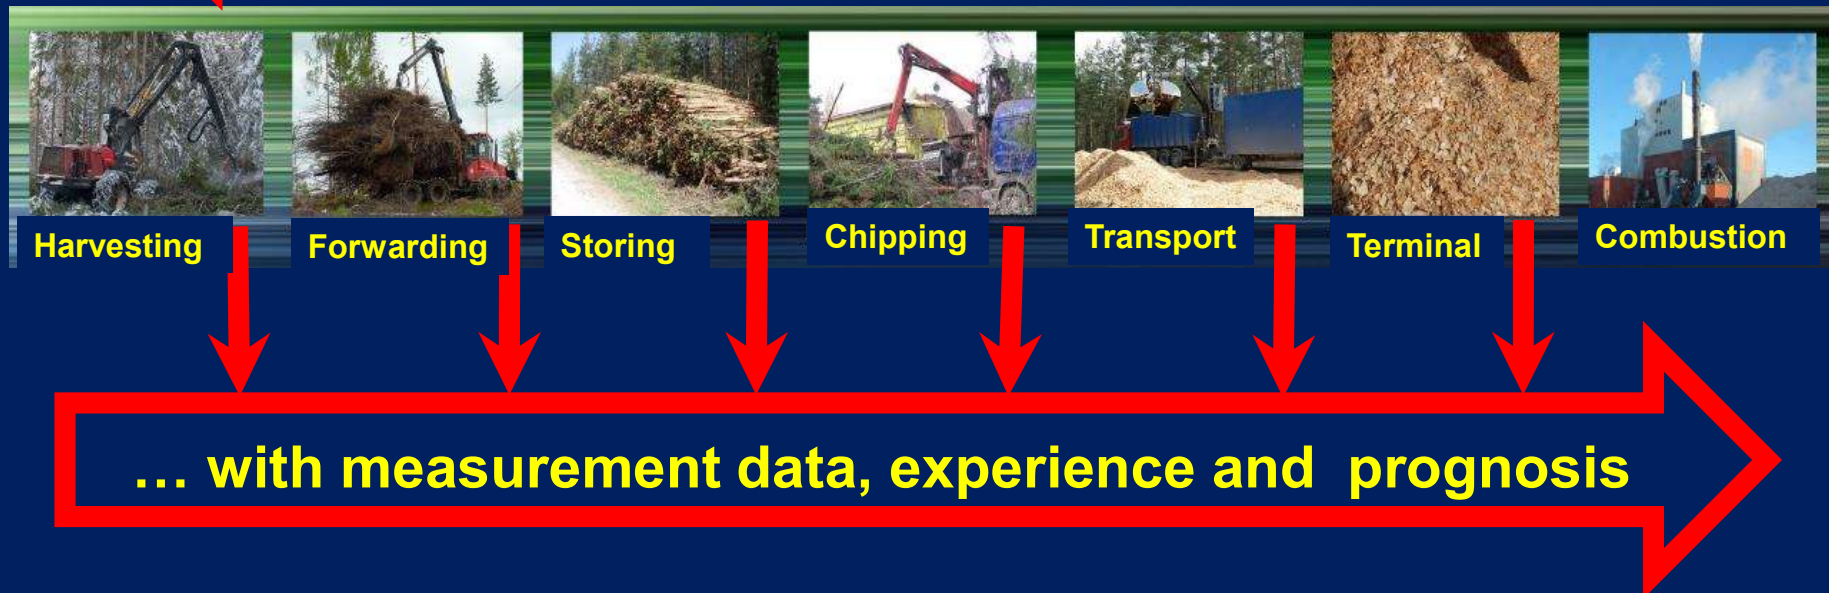 Harvesting
Forwarding
Storing
Chipping
Transport
Terminal
Combustion
... with measurement data, experience and prognosis